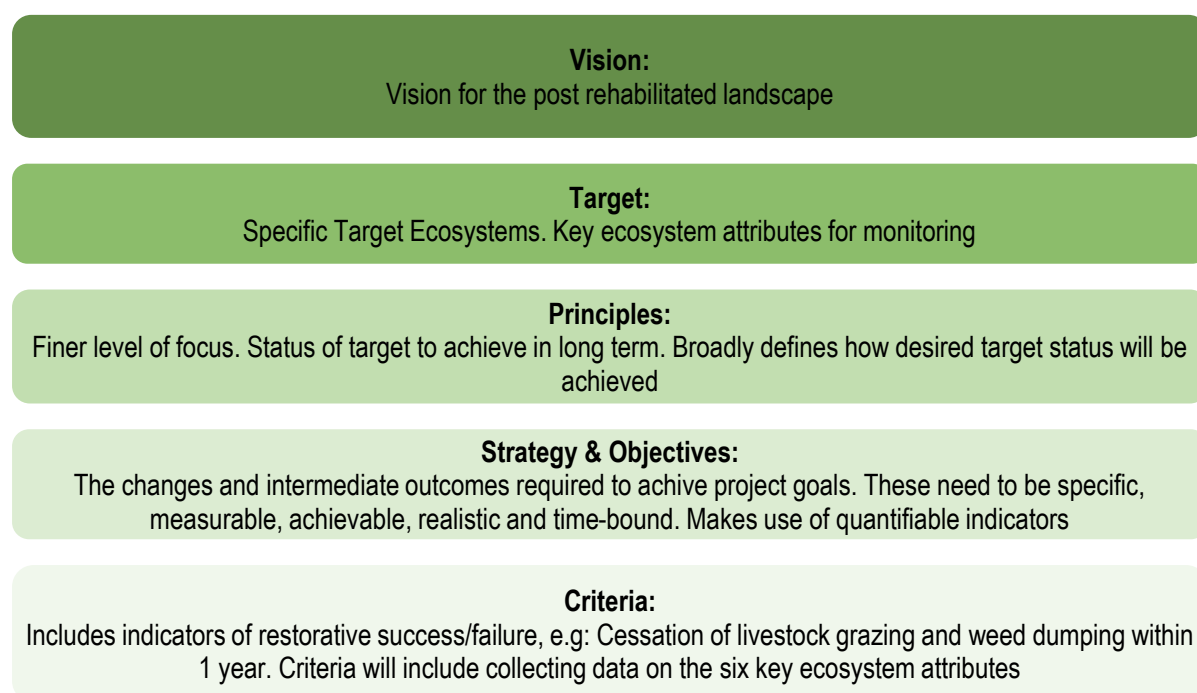 Vision:
Vision for the post rehabilitated landscape
Target:
Specific Target Ecosystems. Key ecosystem attributes for monitoring
Principles:
Finer level of focus. Status of target to achieve in long term. Broadly defines how desired target status will be
achieved
Strategy & Objectives:
The changes and intermediate outcomes required to achive project goals. These need to be specific,
measurable, achievable, realistic and time-bound. Makes use of quantifiable indicators
Criteria:
Includes indicators of restorative success/failure, e.g: Cessation of livestock grazing and weed dumping within
1 year. Criteria will include collecting data on the six key ecosystem attributes